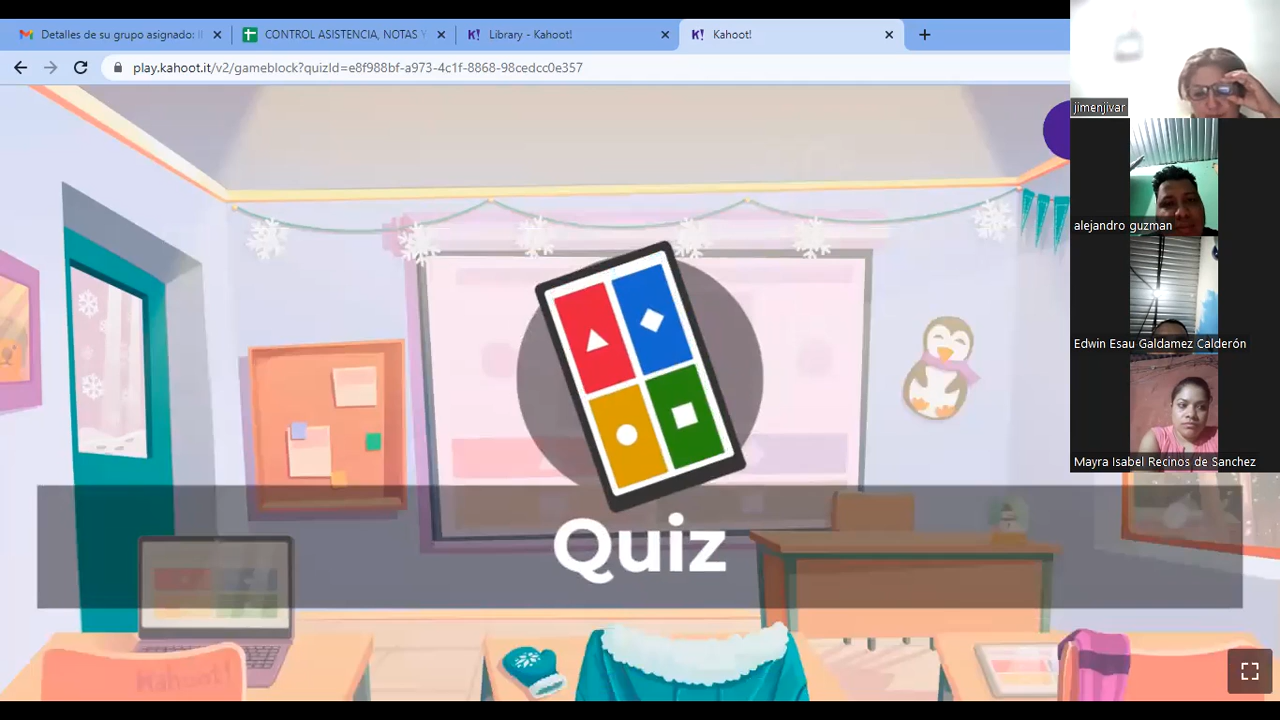 Detalles de su grupo asignado: I
CONTROL ASISTENCIA, NOTAS Y
K! Library - Kahoot!
K! Kahoot!
play.kahoot.it/v2/gameblock?quizId=e8f988bf-a973-4c1f-8868-98cedcc0e357
jimenjivar
alejandro guzman
Edwin Esau Galdamez Calderón
Mayra Isabel Recinos de Sanchez
Quiz
Kahoot!